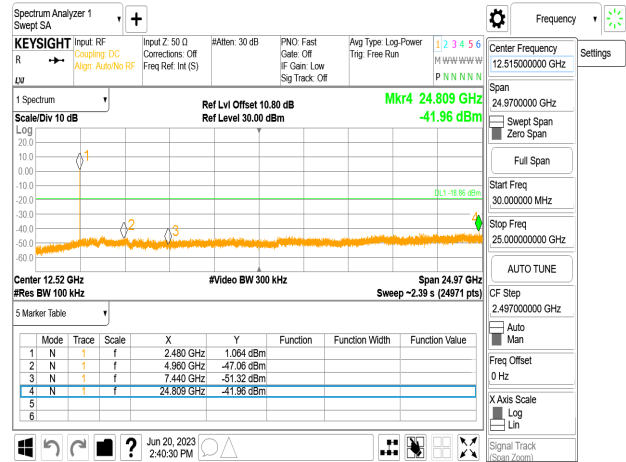 Spectrum Analyzer 1
Swept SA
Frequency
KEYSIGHT
R
LXI
Input: RF
Coupling: DC
Align: Auto/No RF
Input Z: 50 Ω
Corrections: Off
Freq Ref: Int (S)
#Atten: 30 dB
PNO: Fast
Gate: Off
IF Gain: Low
Sig Track: Off
Avg Type: Log-Power
Trig: Free Run
1 2 3 4 5 6
M W W W W W
P N N N N N
1 Spectrum
Scale/Div 10 dB
Ref Lvl Offset 10.80 dB
Ref Level 30.00 dBm
Mkr4 24.809 GHz
-41.96 dBm
Log
20.0
10.0
0.00
-10.0
-20.0
-30.0
-40.0
-50.0
-60.0
1
2
3
4
DL1 -18.86 dBm
Center 12.52 GHz
#Res BW 100 kHz
#Video BW 300 kHz
Span 24.97 GHz
Sweep ~2.39 s (24971 pts)
5 Marker Table
Mode Trace Scale X Y Function Function Width Function Value
1 N 1 f 2.480 GHz 1.064 dBm
2 N 1 f 4.960 GHz -47.06 dBm
3 N 1 f 7.440 GHz -51.32 dBm
4 N 1 f 24.809 GHz -41.96 dBm
5
6
?
Jun 20, 2023
2:40:30 PM
Center Frequency
12.515000000 GHz
Settings
Span
24.9700000 GHz
Swept Span
Zero Span
Full Span
Start Freq
30.000000 MHz
Stop Freq
25.000000000 GHz
AUTO TUNE
CF Step
2.497000000 GHz
Auto
Man
Freq Offset
0 Hz
X Axis Scale
Log
Lin
Signal Track
(Span Zoom)